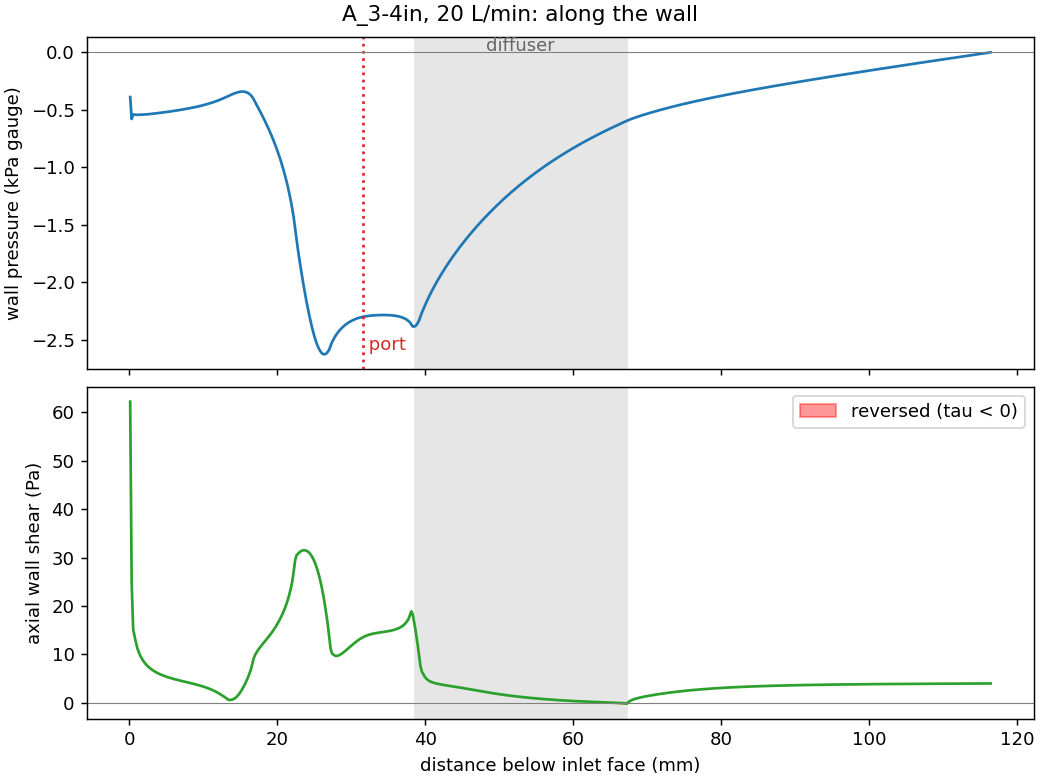 A_3-4in, 20 L/min: along the wall
diffuser
0.0
−0.5
−1.0
−1.5
−2.0
−2.5
wall pressure (kPa gauge)
port
reversed (tau < 0)
60
50
40
30
20
10
0
axial wall shear (Pa)
0 20 40 60 80 100 120
distance below inlet face (mm)